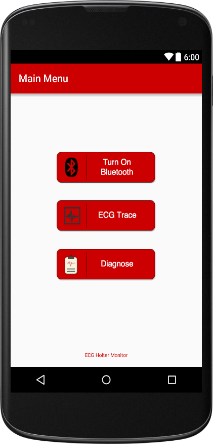 6:00
Main Menu
Turn On
Bluetooth
ECG Trace
Diagnose
ECG Holter Monitor